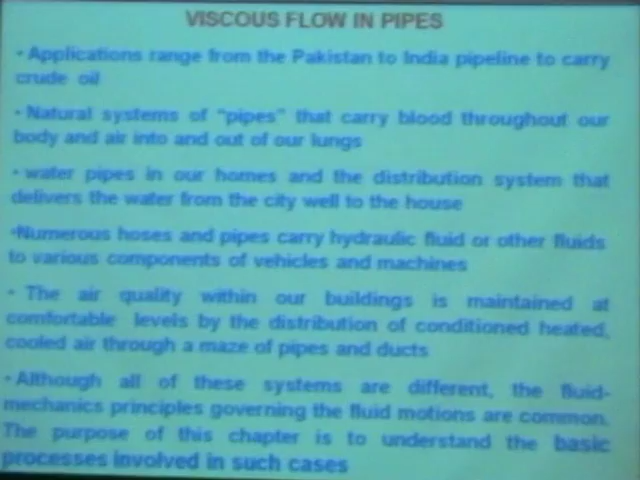 VISCOUS FLOW IN PIPES
• Applications range from the Pakistan to India pipeline to carry
crude oil
• Natural systems of "pipes" that carry blood throughout our
body and air into and out of our lungs
• water pipes in our homes and the distribution system that
delivers the water from the city well to the house
•Numerous hoses and pipes carry hydraulic fluid or other fluids
to various components of vehicles and machines
• The air quality within our buildings is maintained at
comfortable levels by the distribution of conditioned heated,
cooled air through a maze of pipes and ducts
• Although all of these systems are different, the fluid-
mechanics principles governing the fluid motions are common.
The purpose of this chapter is to understand the basic
processes involved in such cases